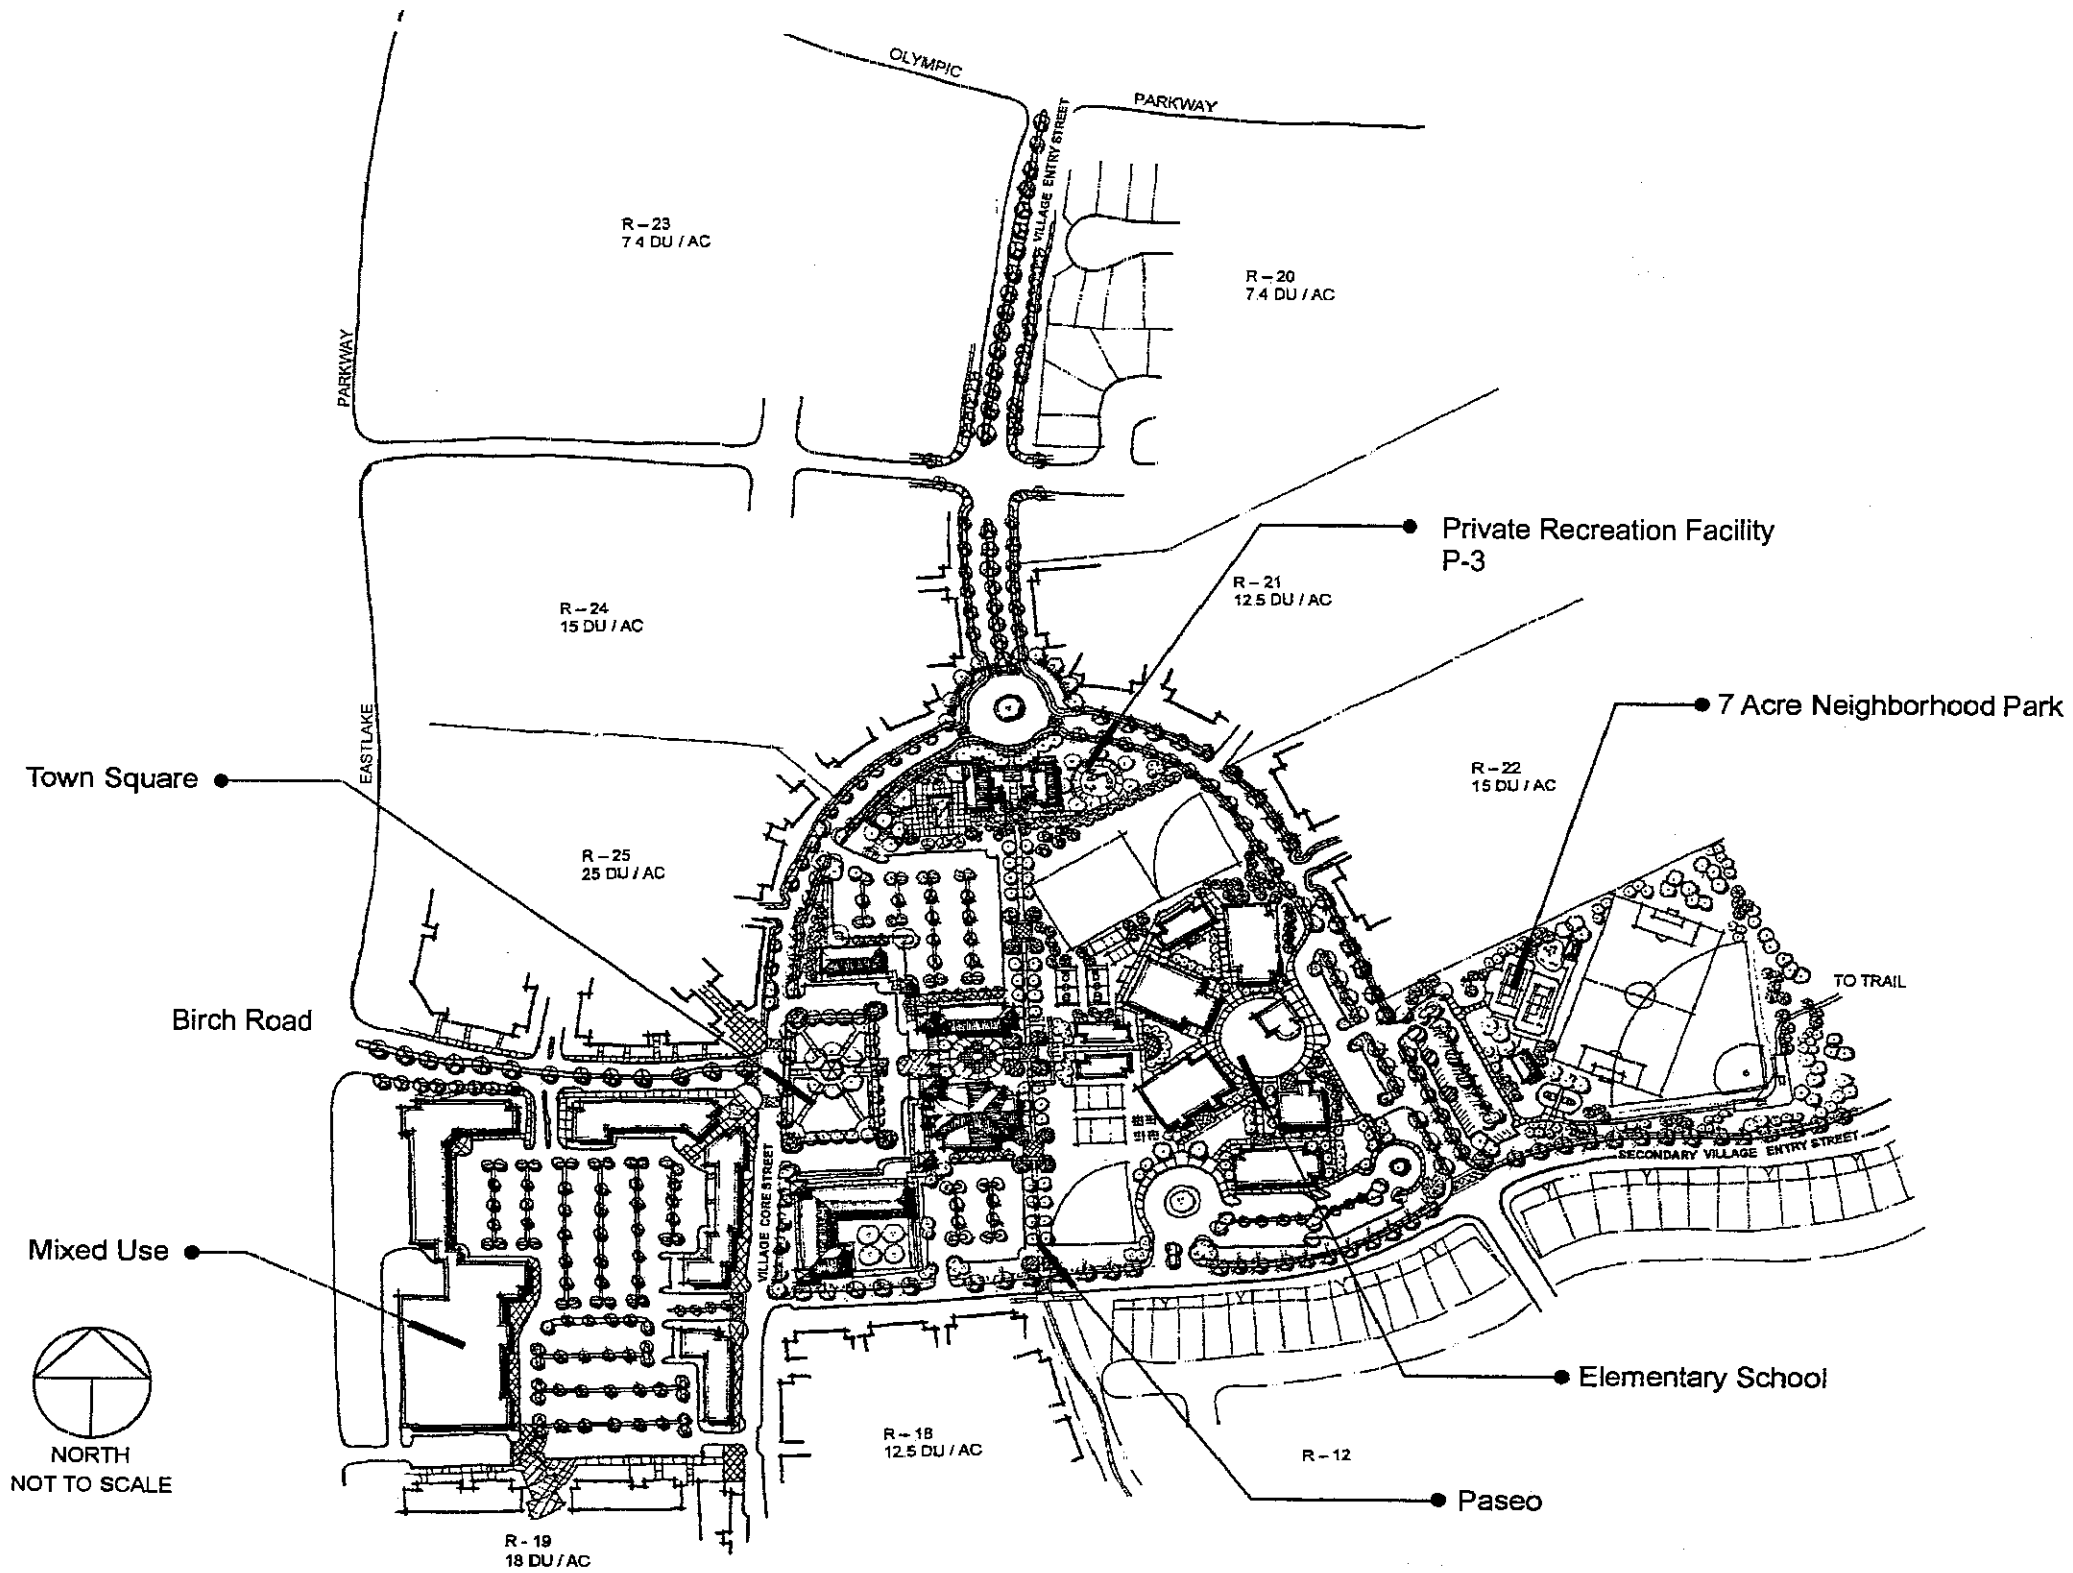 OLYMPIC
PARKWAY
VILLAGE ENTRY STREET
R – 23
7 4 DU / AC
R – 20
7.4 DU / AC
PARKWAY
Private Recreation Facility
P-3
R – 21
12.5 DU / AC
R – 24
15 DU / AC
7 Acre Neighborhood Park
EASTLAKE
Town Square
R – 22
15 DU / AC
R – 25
25 DU / AC
TO TRAIL
Birch Road
SECONDARY VILLAGE ENTRY STREET
VILLAGE CORE STREET
Mixed Use
Elementary School
NORTH
NOT TO SCALE
R – 18
12.5 DU / AC
R – 12
Paseo
R - 19
18 DU / AC